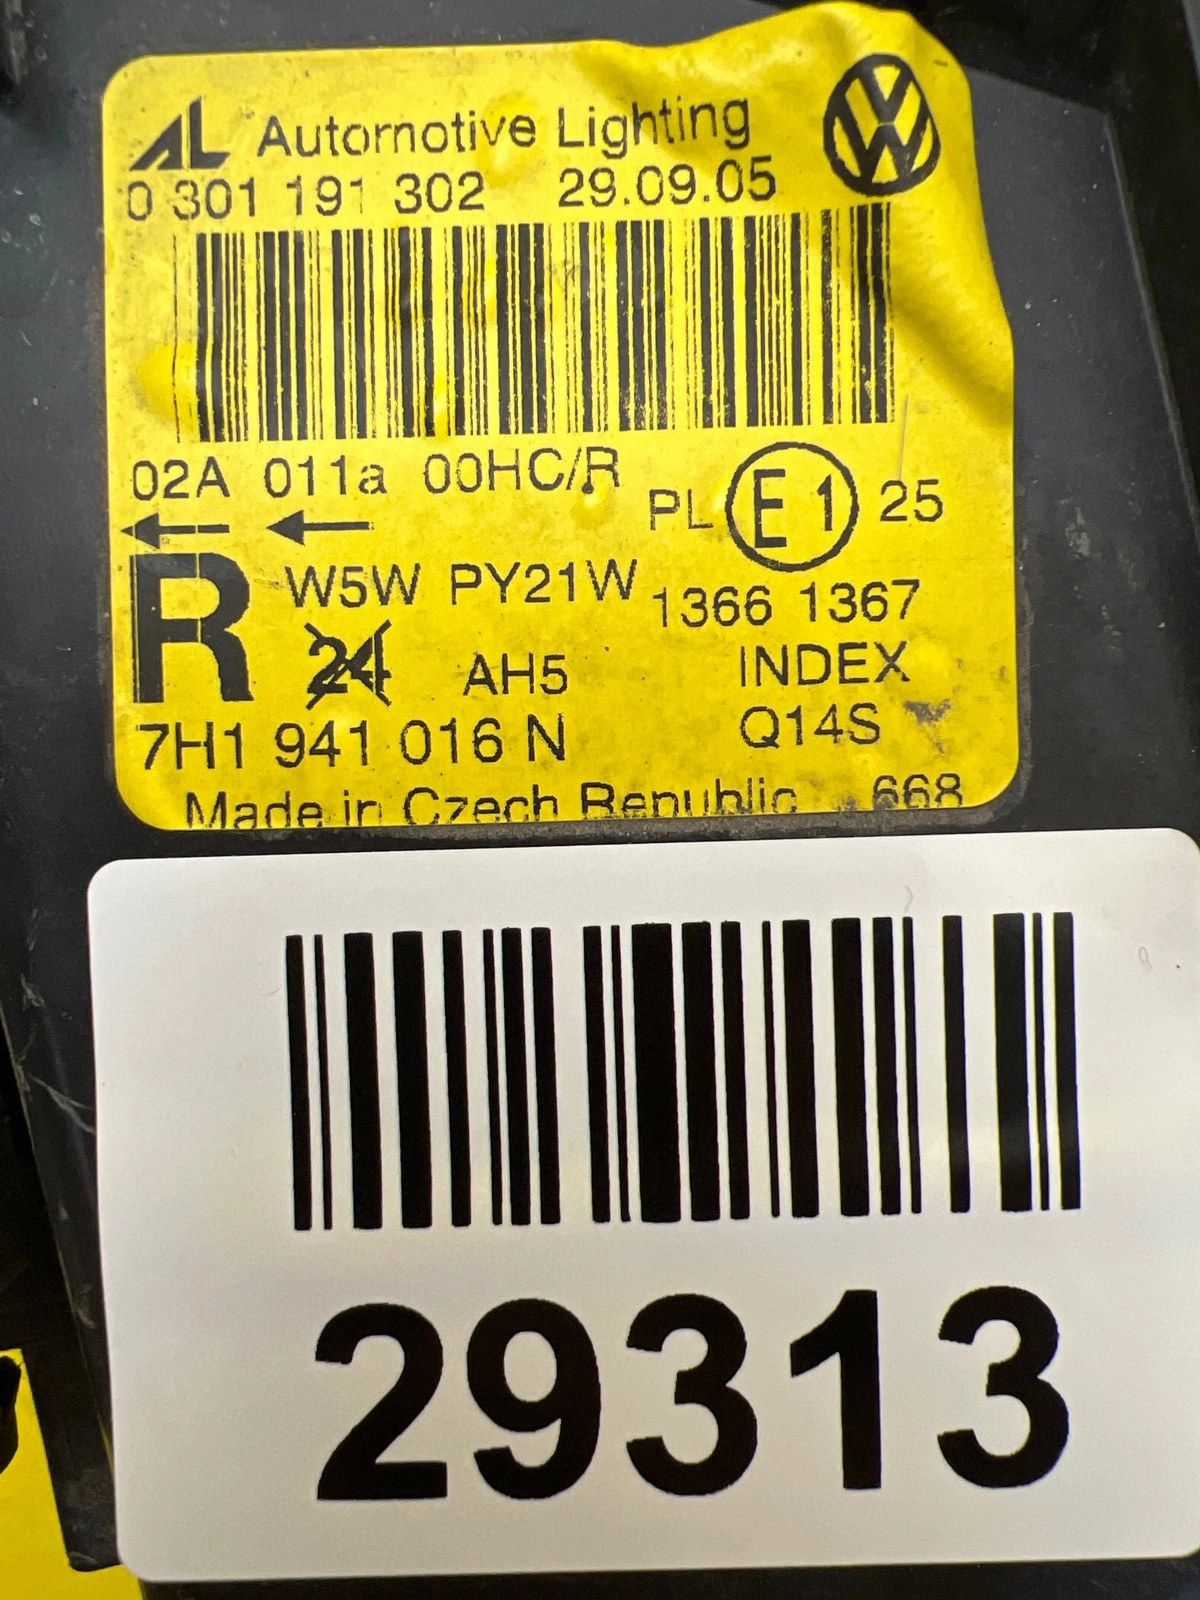 AL Automotive Lighting
0 301 191 302 29.09.05
02A 011a 00HC/R
PL E1 25
R W5W PY21W 1366 1367
24 AH5 INDEX
7H1 941 016 N Q14S
Made in Czech Republic 668
29313